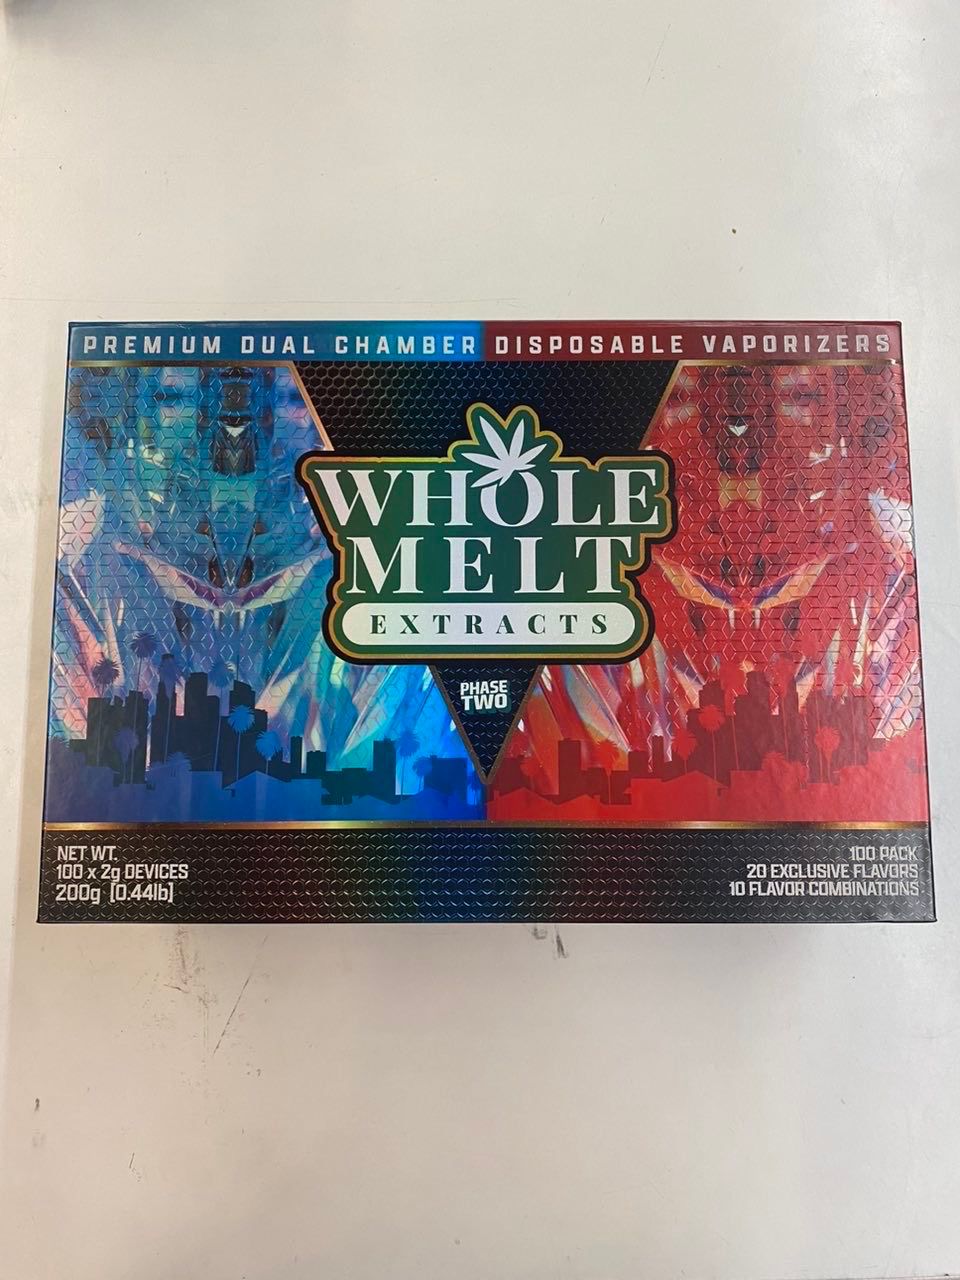 PREMIUM DUAL CHAMBER DISPOSABLE VAPORIZERS
WHOLE
MELT
EXTRACTS
PHASE
TWO
NET WT.
100 x 2g DEVICES
200g [0.44lb]
100 PACK
20 EXCLUSIVE FLAVORS
10 FLAVOR COMBINATIONS